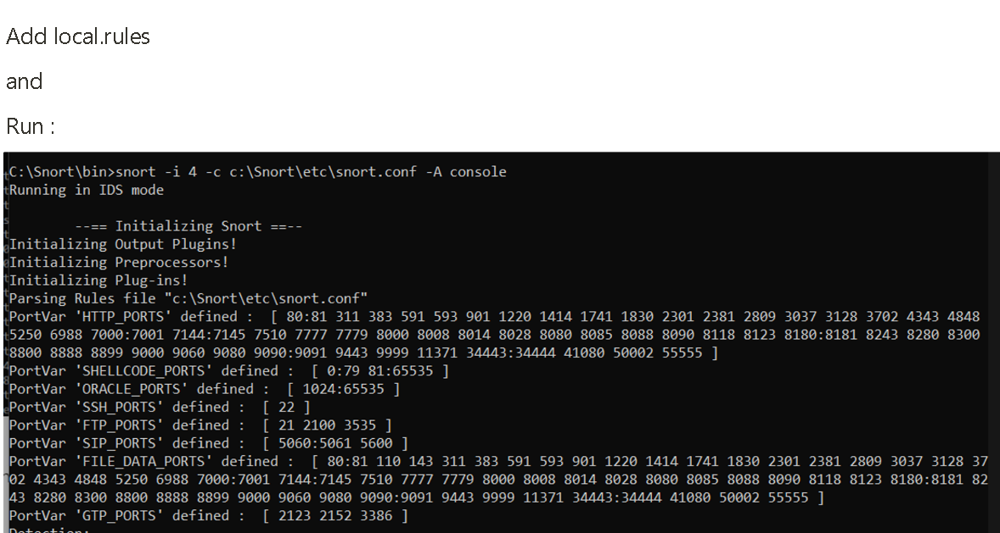 Add local.rules
and
Run :
C:\Snort\bin>snort -i 4 -c c:\Snort\etc\snort.conf -A console
Running in IDS mode
--== Initializing Snort ==--
Initializing Output Plugins!
Initializing Preprocessors!
Initializing Plug-ins!
Parsing Rules file "c:\Snort\etc\snort.conf"
PortVar 'HTTP_PORTS' defined :  [ 80:81 311 383 591 593 901 1220 1414 1741 1830 2301 2381 2809 3037 3128 3702 4343 4848
5250 6988 7000:7001 7144:7145 7510 7777 7779 8000 8008 8014 8028 8080 8085 8088 8090 8118 8123 8180:8181 8243 8280 8300
8800 8888 8899 9000 9060 9080 9090:9091 9443 9999 11371 34443:34444 41080 50002 55555 ]
PortVar 'SHELLCODE_PORTS' defined :  [ 0:79 81:65535 ]
PortVar 'ORACLE_PORTS' defined :  [ 1024:65535 ]
PortVar 'SSH_PORTS' defined :  [ 22 ]
PortVar 'FTP_PORTS' defined :  [ 21 2100 3535 ]
PortVar 'SIP_PORTS' defined :  [ 5060:5061 5600 ]
PortVar 'FILE_DATA_PORTS' defined :  [ 80:81 110 143 311 383 591 593 901 1220 1414 1741 1830 2301 2381 2809 3037 3128 37
02 4343 4848 5250 6988 7000:7001 7144:7145 7510 7777 7779 8000 8008 8014 8028 8080 8085 8088 8090 8118 8123 8180:8181 82
43 8280 8300 8800 8888 8899 9000 9060 9080 9090:9091 9443 9999 11371 34443:34444 41080 50002 55555 ]
PortVar 'GTP_PORTS' defined :  [ 2123 2152 3386 ]
Detection: